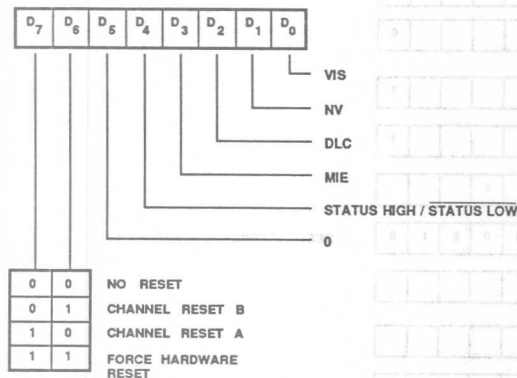 D7 D6 D5 D4 D3 D2 D1 D0
VIS
NV
DLC
MIE
STATUS HIGH / STATUS LOW
0
0 0 NO RESET
0 1 CHANNEL RESET B
1 0 CHANNEL RESET A
1 1 FORCE HARDWARE
RESET